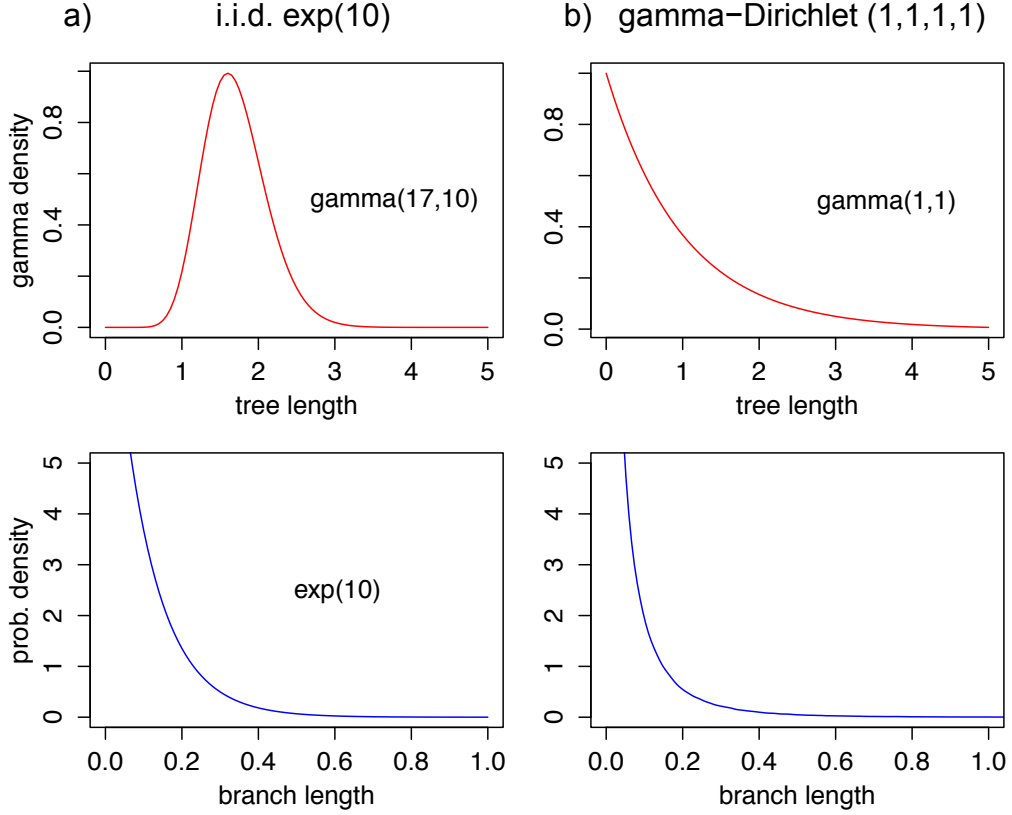 a) i.i.d. exp(10)
b) gamma−Dirichlet (1,1,1,1)
gamma density
0.0 0.4 0.8
gamma(17,10)
0 1 2 3 4 5
tree length
0.0 0.4 0.8
gamma(1,1)
0 1 2 3 4 5
tree length
prob. density
0 1 2 3 4 5
exp(10)
0.0 0.2 0.4 0.6 0.8 1.0
branch length
0 1 2 3 4 5
0.0 0.2 0.4 0.6 0.8 1.0
branch length